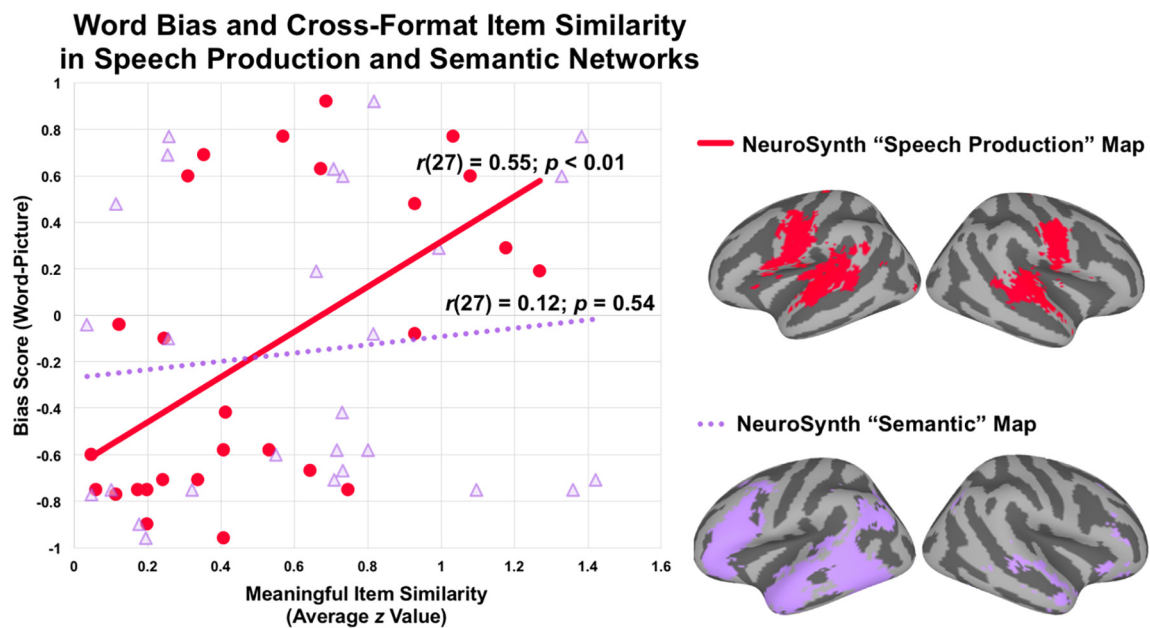 Word Bias and Cross-Format Item Similarity
in Speech Production and Semantic Networks
Bias Score (Word-Picture)
1
0.8
0.6
0.4
0.2
0
-0.2
-0.4
-0.6
-0.8
-1
r(27) = 0.55; p < 0.01
r(27) = 0.12; p = 0.54
0 0.2 0.4 0.6 0.8 1 1.2 1.4 1.6
Meaningful Item Similarity
(Average z Value)
NeuroSynth “Speech Production” Map
NeuroSynth “Semantic” Map